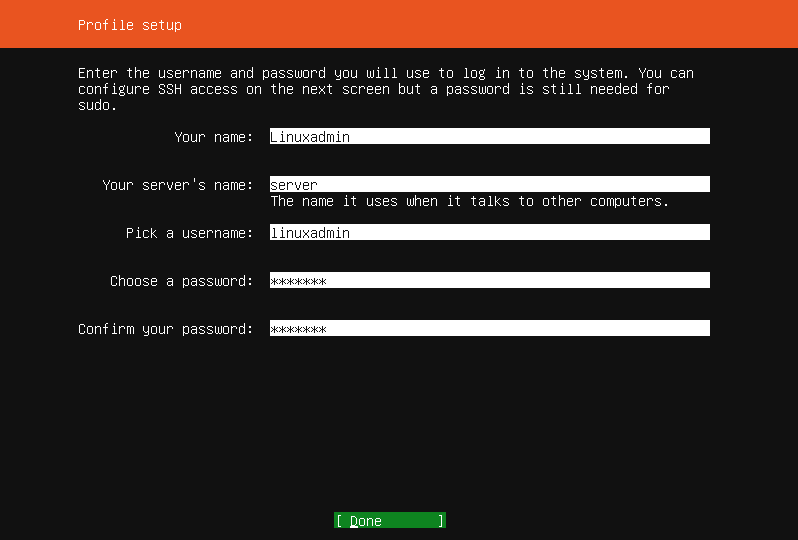 Profile setup
Enter the username and password you will use to log in to the system. You can
configure SSH access on the next screen but a password is still needed for
sudo.
Your name: Linuxadmin
Your server's name: server
The name it uses when it talks to other computers.
Pick a username: linuxadmin
Choose a password: *******
Confirm your password: *******
[ Done ]